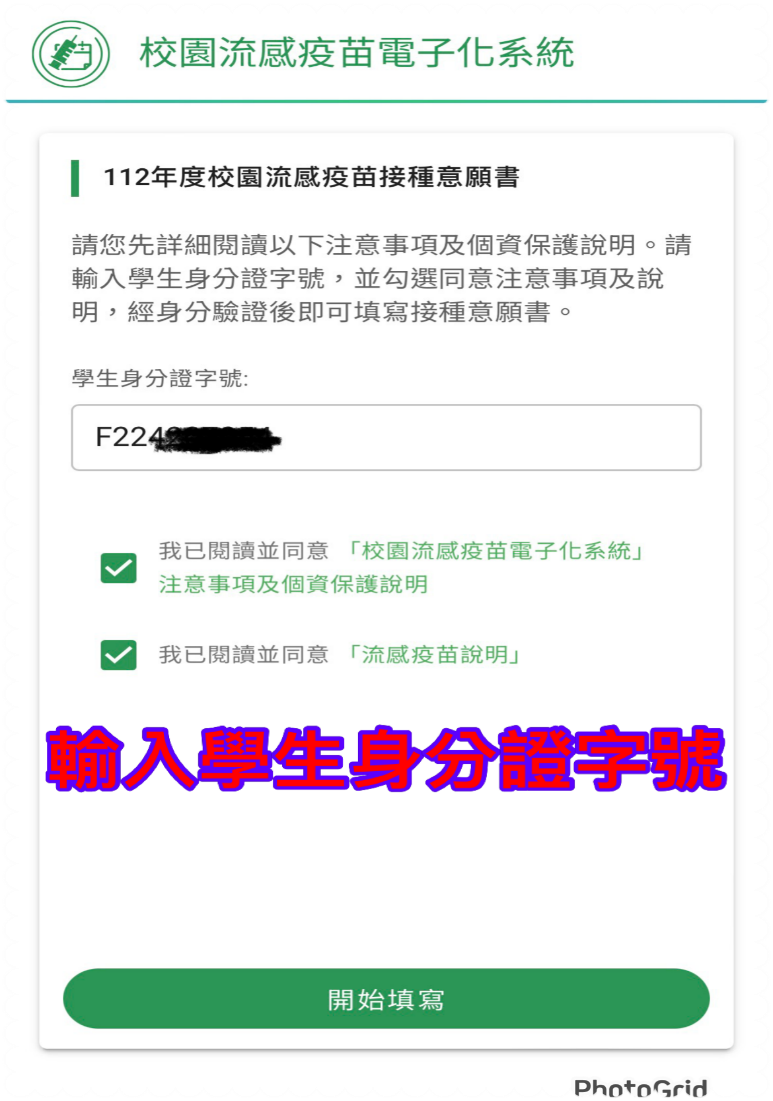 校園流感疫苗電子化系統
112年度校園流感疫苗接種意願書
請您先詳細閱讀以下注意事項及個資保護說明。請
輸入學生身分證字號，並勾選同意注意事項及說
明，經身分驗證後即可填寫接種意願書。
學生身分證字號:
F224
我已閱讀並同意「校園流感疫苗電子化系統」
注意事項及個資保護說明
我已閱讀並同意「流感疫苗說明」
輸入學生身分證字號
開始填寫
PhotoGrid